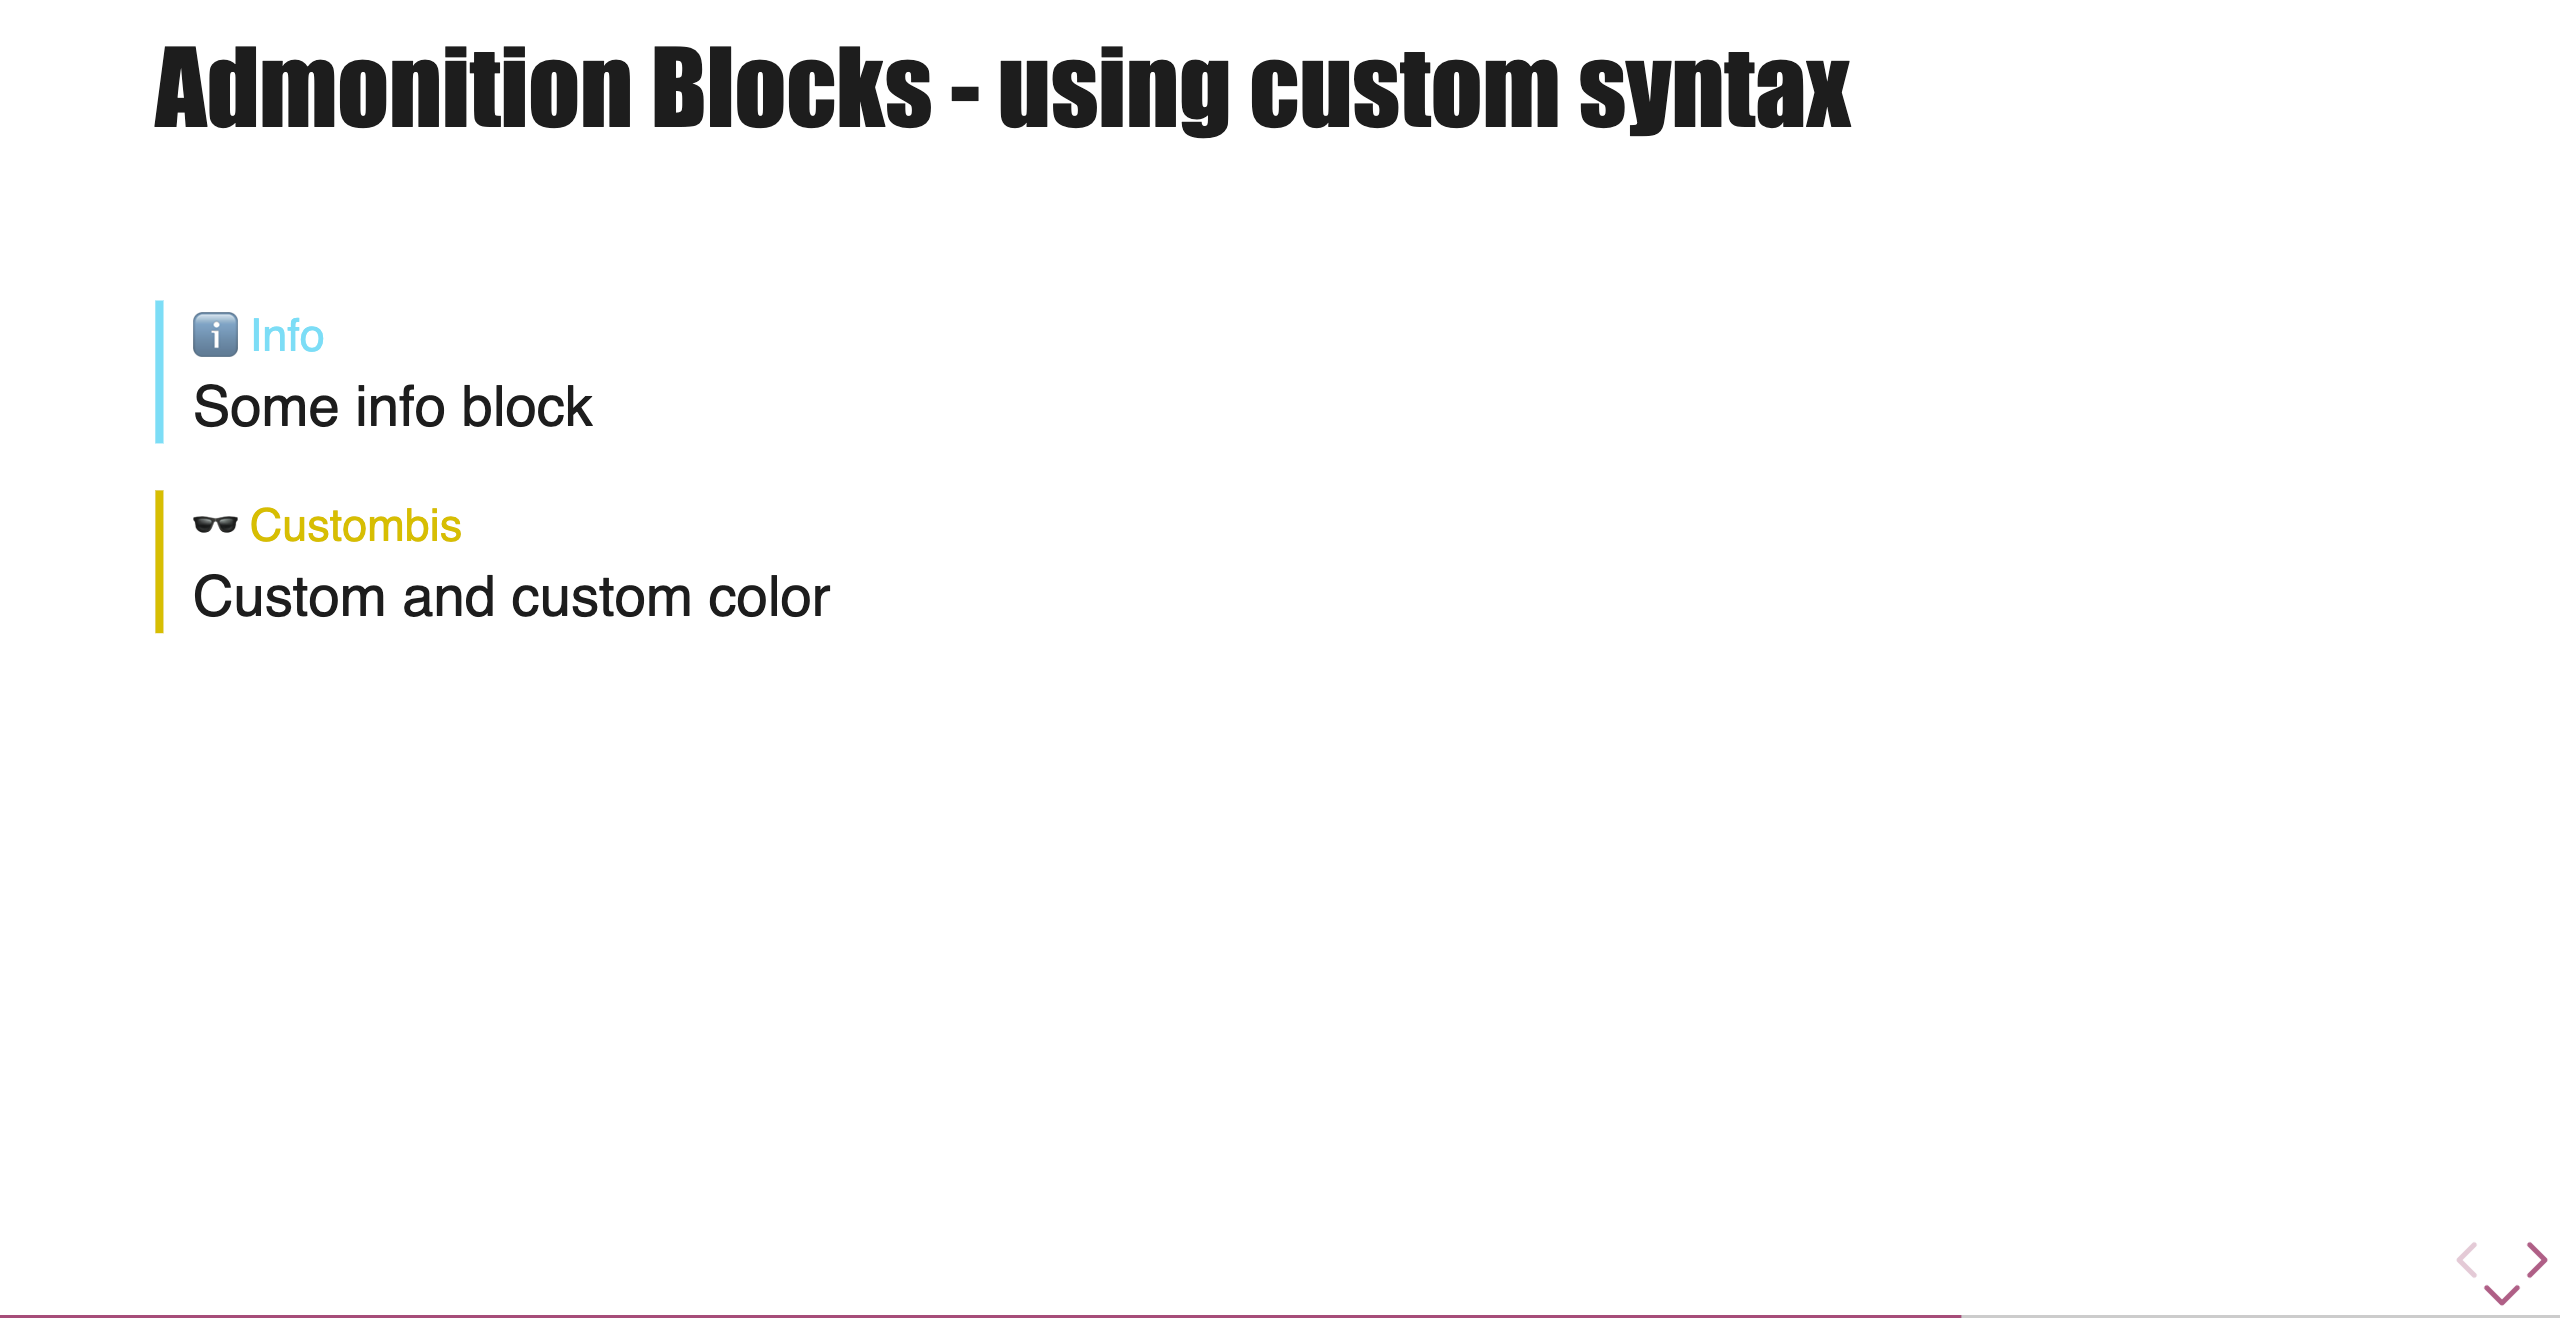 Admonition Blocks - using custom syntax
ℹ️ Info
Some info block
🕶️ Custombis
Custom and custom color